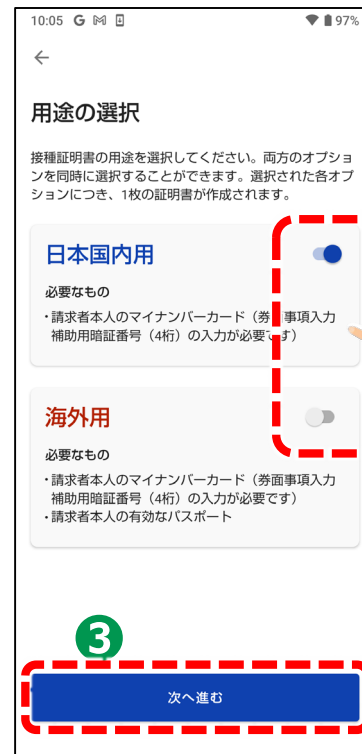 10:05 G 97%
用途の選択
接種証明書の用途を選択してください。両方のオプショ
ンを同時に選択することができます。選択された各オプ
ションにつき、1枚の証明書が作成されます。
日本国内用
必要なもの
・請求者本人のマイナンバーカード（券面事項入力
補助用暗証番号（4桁）の入力が必要です）
海外用
必要なもの
・請求者本人のマイナンバーカード（券面事項入力
補助用暗証番号（4桁）の入力が必要です）
・請求者本人の有効なパスポート
3
次へ進む